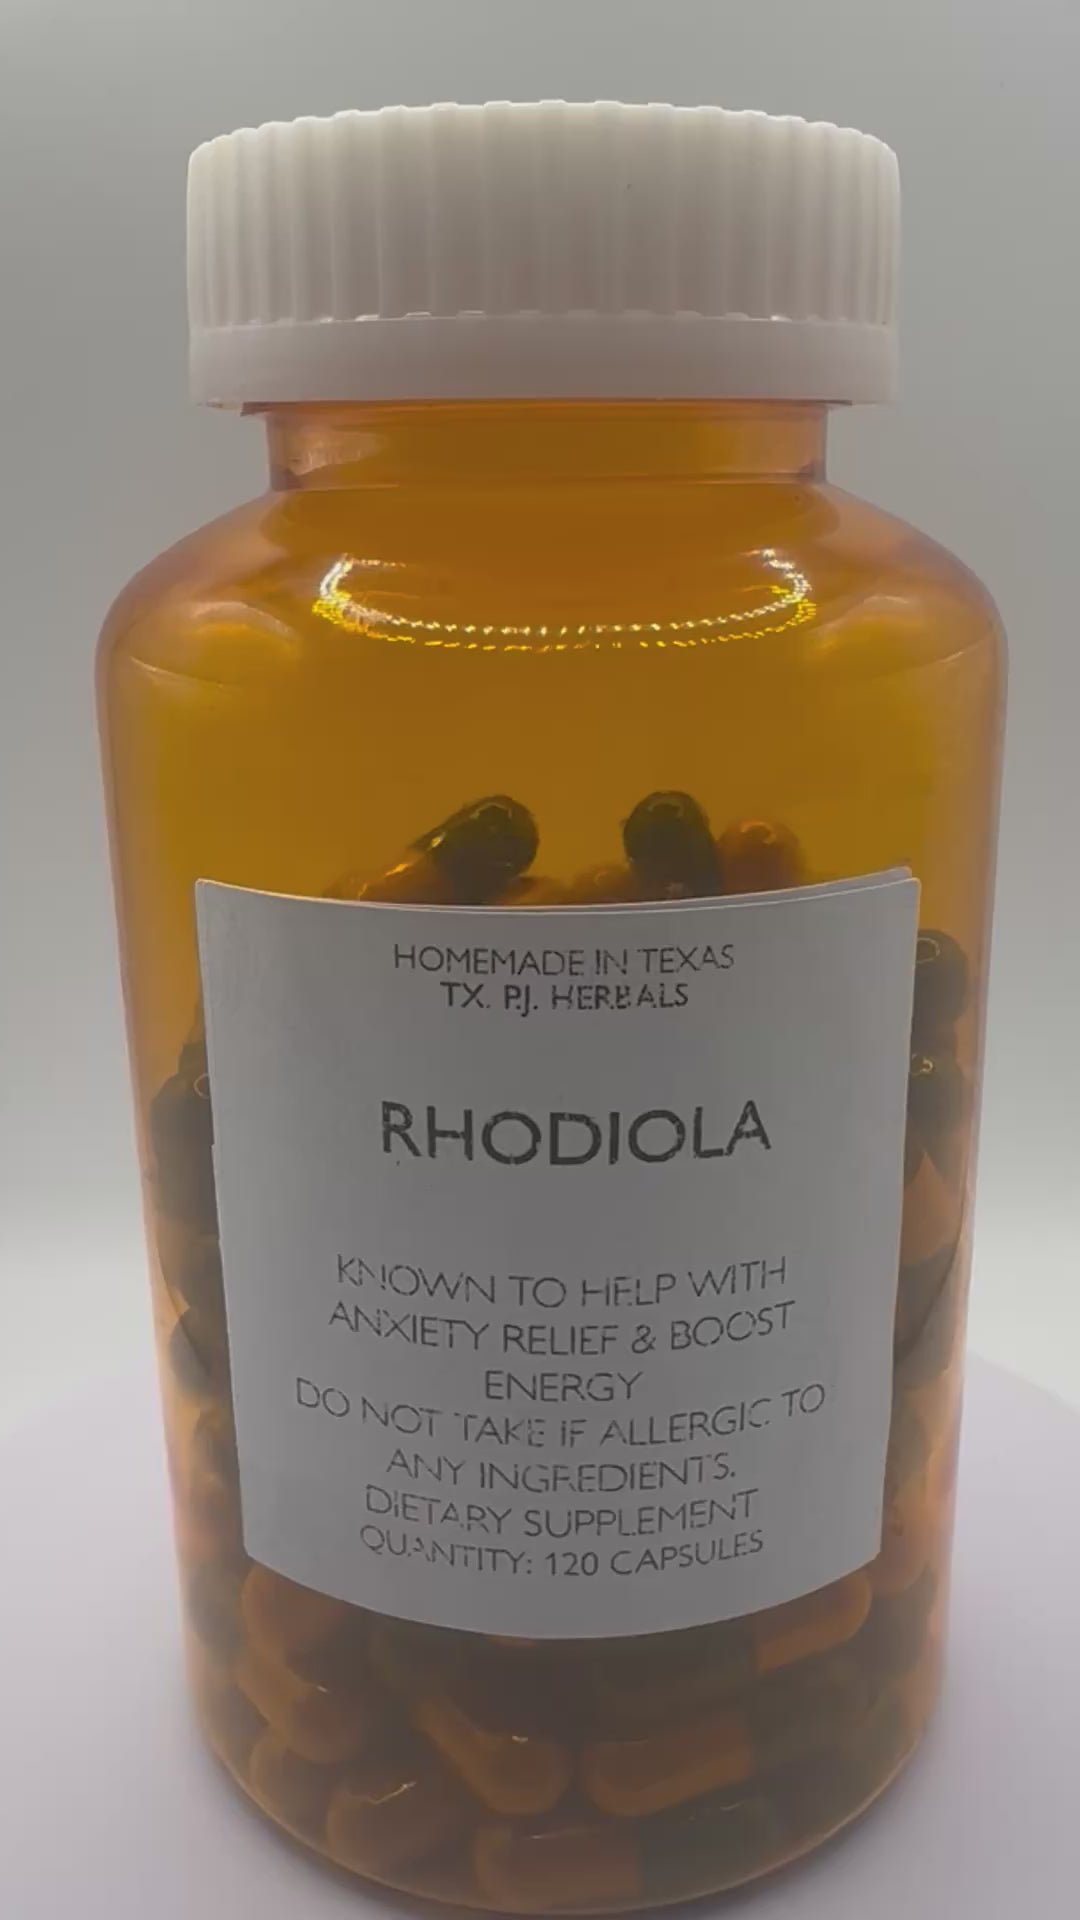 HOMEMADE IN TEXAS
TX. P.J. HERBALS
RHODIOLA
KNOWN TO HELP WITH
ANXIETY RELIEF & BOOST
ENERGY
DO NOT TAKE IF ALLERGIC TO
ANY INGREDIENTS.
DIETARY SUPPLEMENT
QUANTITY: 120 CAPSULES